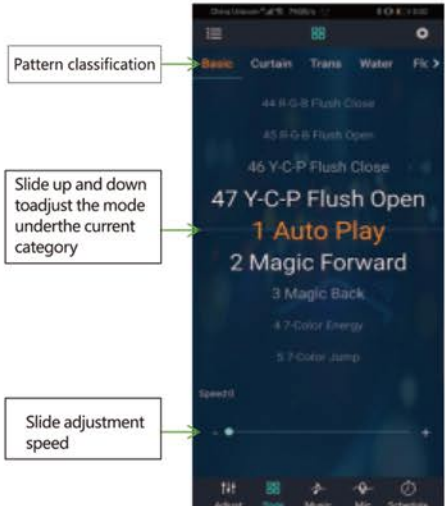 Pattern classification
Basic Curtain Trans Water
44 R-G-B Flush Close
45 R-G-B Flush Open
46 Y-C-P Flush Close
47 Y-C-P Flush Open
Slide up and down
toadjust the mode
underthe current
category
1 Auto Play
2 Magic Forward
3 Magic Back
4 7-Color Energy
5 7-Color Jump
Slide adjustment
speed
Speed:0
- +
Adjust Music Mic Schedule